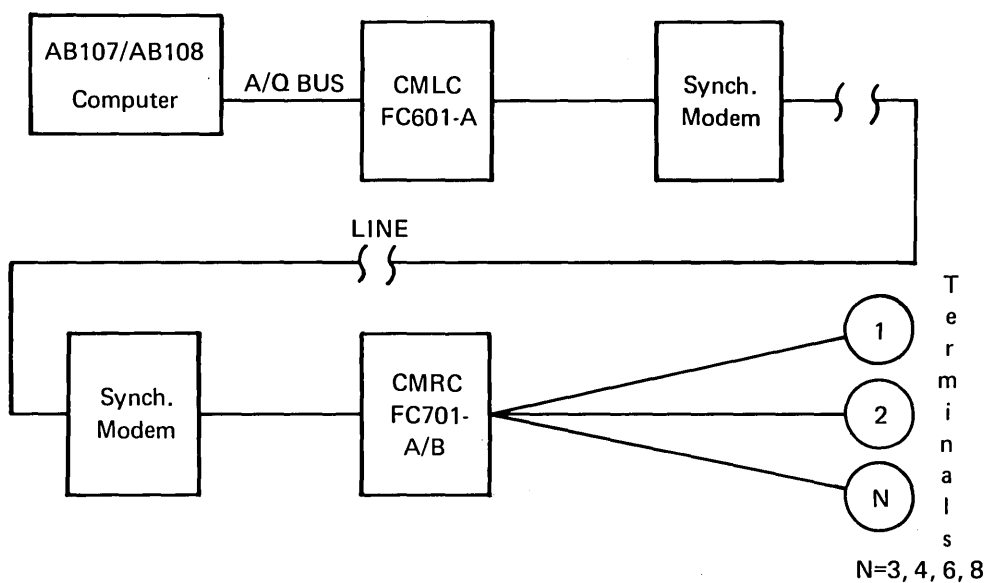 AB107/AB108
Computer
A/Q BUS
CMLC
FC601-A
Synch.
Modem
LINE
Synch.
Modem
CMRC
FC701-
A/B
1
2
N
Terminals
N=3, 4, 6, 8